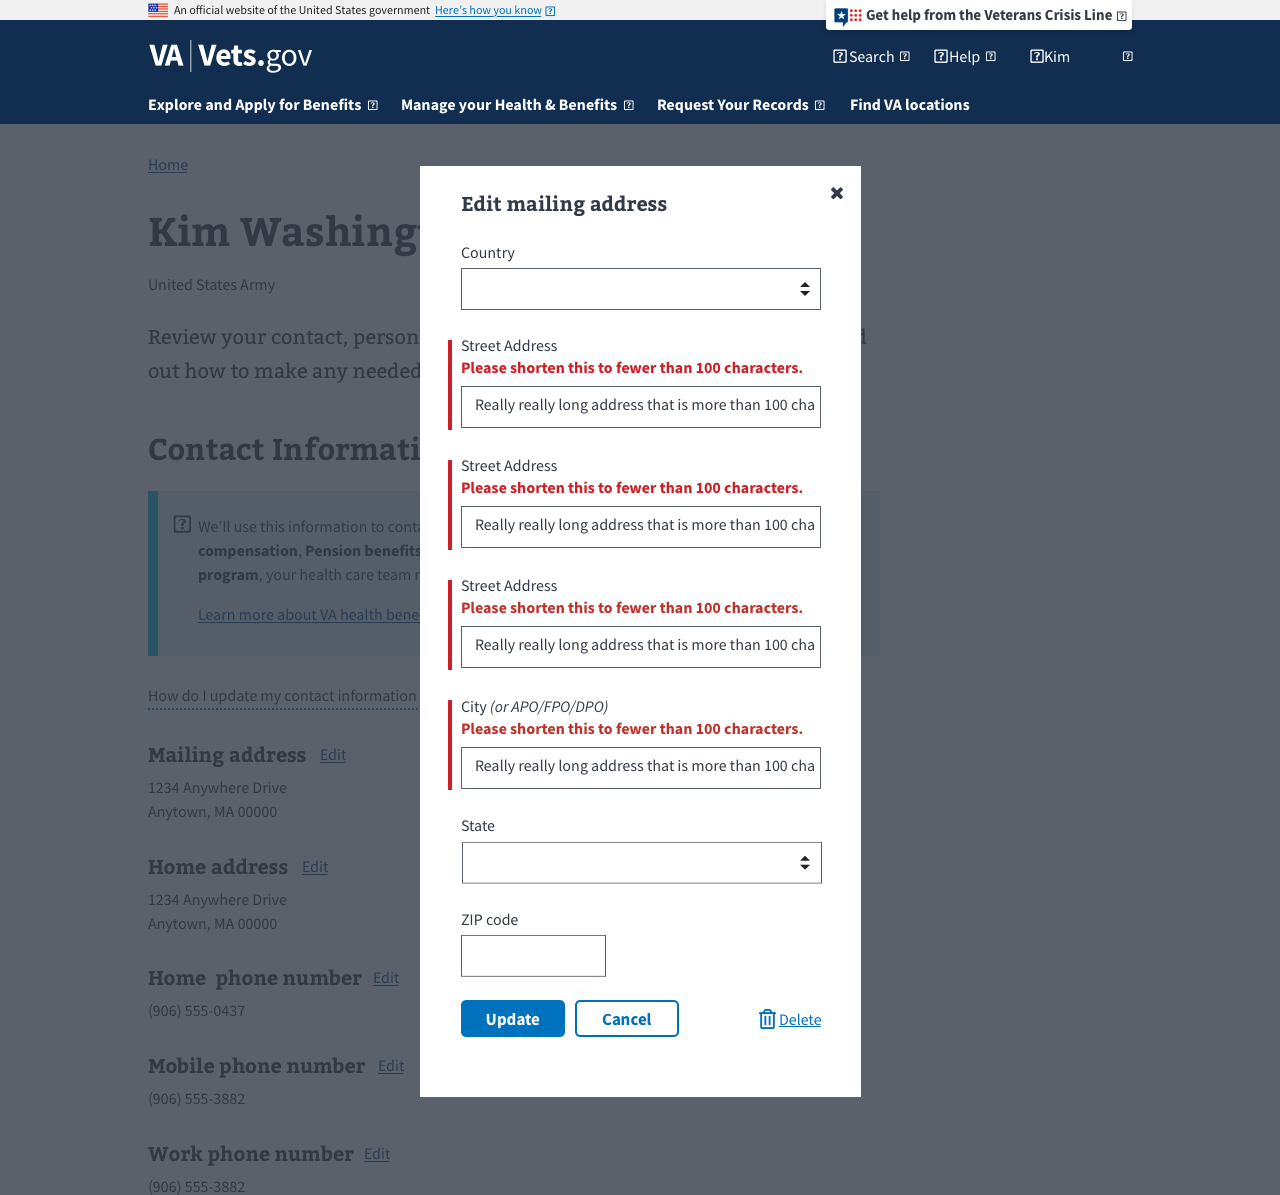 An official website of the United States government Here's how you know
Get help from the Veterans Crisis Line
VA | Vets.gov
Search Help Kim
Explore and Apply for Benefits Manage your Health & Benefits Request Your Records Find VA locations
Home
Kim Washing
United States Army
Review your contact, person
out how to make any needed
Contact Informati
We'll use this information to conta
compensation, Pension benefits
program, your health care team
Learn more about VA health bene
How do I update my contact information
Mailing address Edit
1234 Anywhere Drive
Anytown, MA 00000
Home address Edit
1234 Anywhere Drive
Anytown, MA 00000
Home phone number Edit
(906) 555-0437
Mobile phone number Edit
(906) 555-3882
Work phone number Edit
(906) 555-3882
Edit mailing address
Country
Street Address
Please shorten this to fewer than 100 characters.
Really really long address that is more than 100 cha
Street Address
Please shorten this to fewer than 100 characters.
Really really long address that is more than 100 cha
Street Address
Please shorten this to fewer than 100 characters.
Really really long address that is more than 100 cha
City (or APO/FPO/DPO)
Please shorten this to fewer than 100 characters.
Really really long address that is more than 100 cha
State
ZIP code
Update Cancel Delete